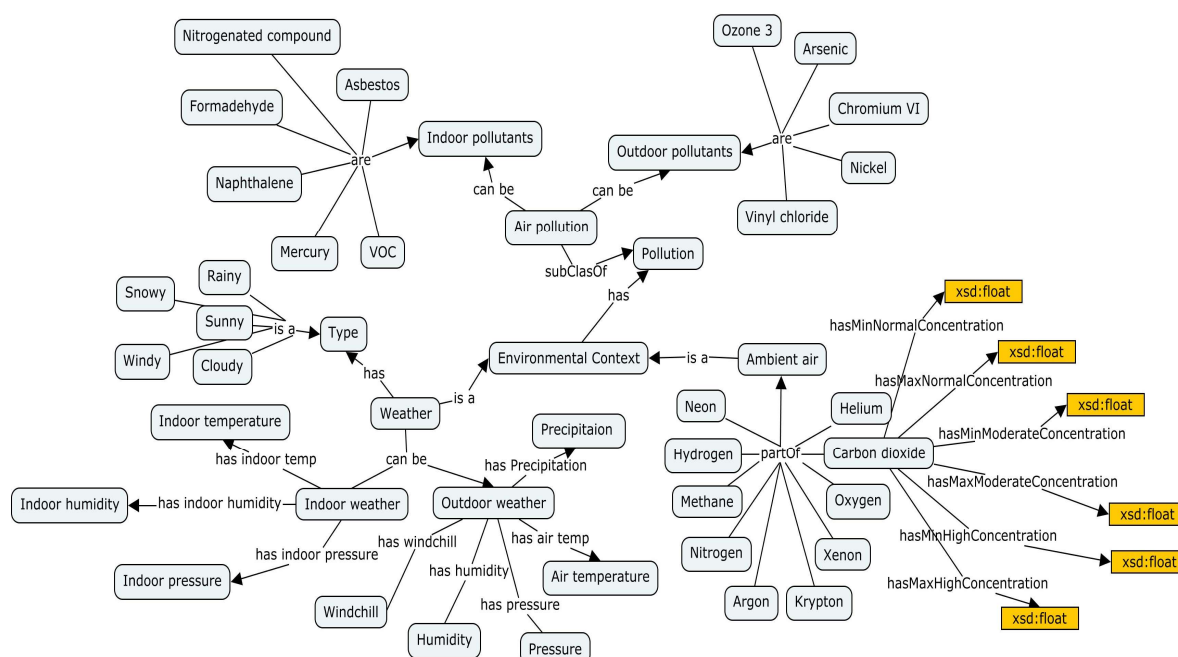 Nitrogenated compound
Ozone 3
Arsenic
Asbestos
Formadehyde
Chromium VI
Indoor pollutants
are
Outdoor pollutants
are
Nickel
Naphthalene
can be
can be
Vinyl chloride
Air pollution
Mercury
VOC
Pollution
subClasOf
Rainy
Snowy
has
xsd:float
Sunny
is a
Type
hasMinNormalConcentration
Windy
Cloudy
Environmental Context
is a
Ambient air
xsd:float
has
hasMaxNormalConcentration
is a
Neon
Helium
xsd:float
Weather
Indoor temperature
Precipitaion
hasMinModerateConcentration
has indoor temp
can be
has Precipitation
Hydrogen
partOf
Carbon dioxide
Indoor humidity
has indoor humidity
Indoor weather
Outdoor weather
Methane
Oxygen
hasMaxModerateConcentration
xsd:float
has windchill
has air temp
hasMinHighConcentration
has indoor pressure
Nitrogen
Xenon
xsd:float
Indoor pressure
has humidity
Air temperature
hasMaxHighConcentration
Windchill
has pressure
Argon
Krypton
xsd:float
Humidity
Pressure